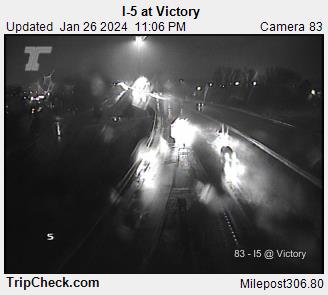 I-5 at Victory
Updated Jan 26 2024 11:06 PM Camera 83
T
S
83 - I5 @ Victory
TripCheck.com Milepost306.80